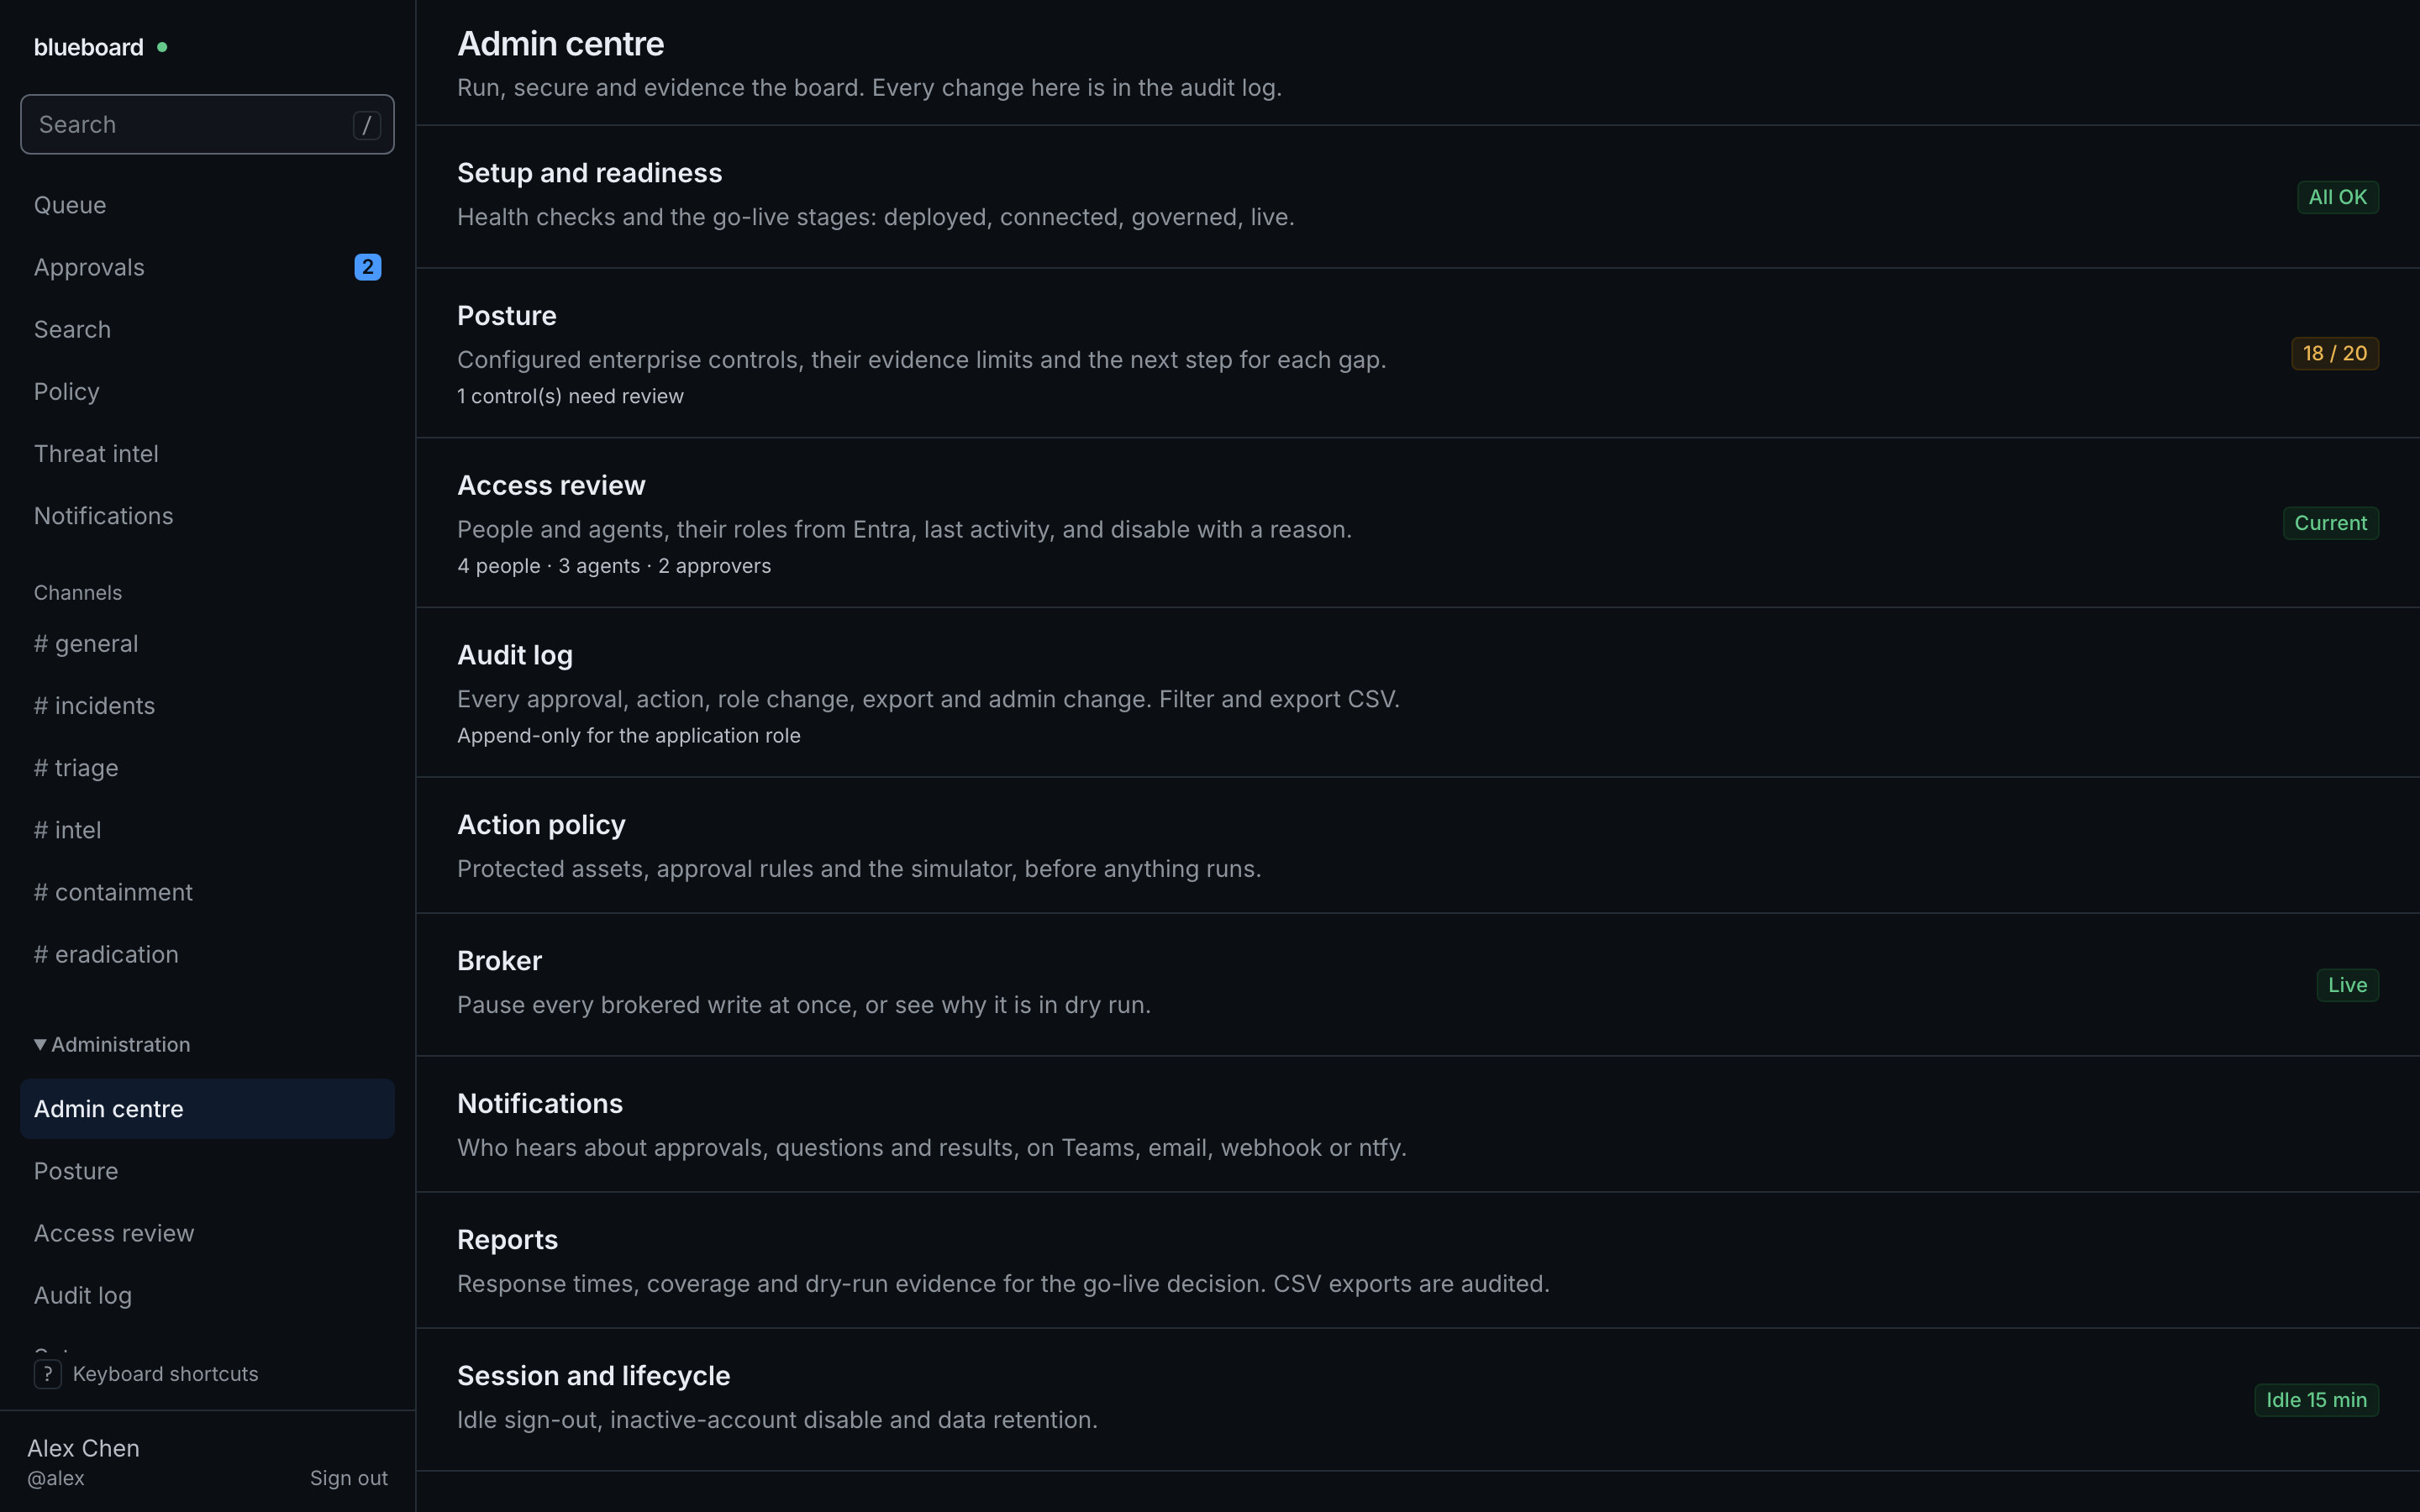 blueboard
Search /
Queue
Approvals 2
Search
Policy
Threat intel
Notifications
Channels
# general
# incidents
# triage
# intel
# containment
# eradication
▼ Administration
Admin centre
Posture
Access review
Audit log
? Keyboard shortcuts
Alex Chen
@alex
Sign out
Admin centre
Run, secure and evidence the board. Every change here is in the audit log.
Setup and readiness
Health checks and the go-live stages: deployed, connected, governed, live.
All OK
Posture
Configured enterprise controls, their evidence limits and the next step for each gap.
1 control(s) need review
18 / 20
Access review
People and agents, their roles from Entra, last activity, and disable with a reason.
4 people · 3 agents · 2 approvers
Current
Audit log
Every approval, action, role change, export and admin change. Filter and export CSV.
Append-only for the application role
Action policy
Protected assets, approval rules and the simulator, before anything runs.
Broker
Pause every brokered write at once, or see why it is in dry run.
Live
Notifications
Who hears about approvals, questions and results, on Teams, email, webhook or ntfy.
Reports
Response times, coverage and dry-run evidence for the go-live decision. CSV exports are audited.
Session and lifecycle
Idle sign-out, inactive-account disable and data retention.
Idle 15 min